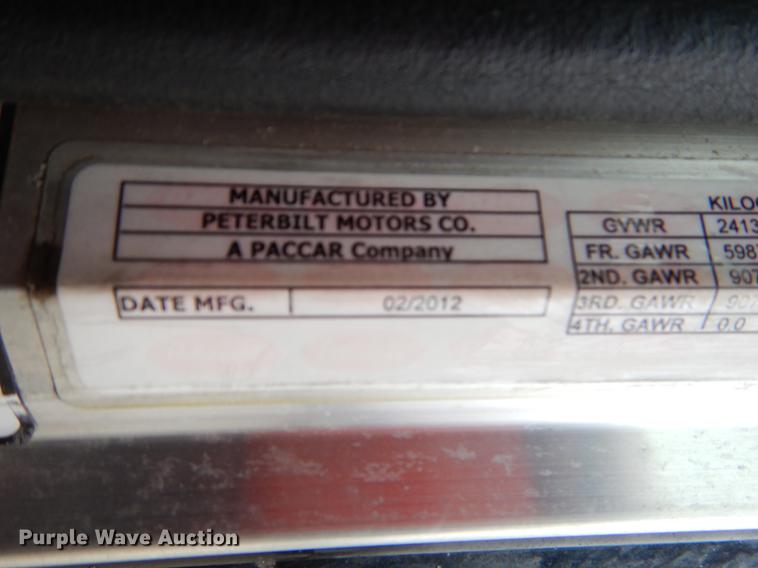 MANUFACTURED BY
PETERBILT MOTORS CO.
A PACCAR Company
DATE MFG. 02/2012
GVWR
FR. GAWR
2ND. GAWR
3RD. GAWR
4TH. GAWR 0.0
Purple Wave Auction